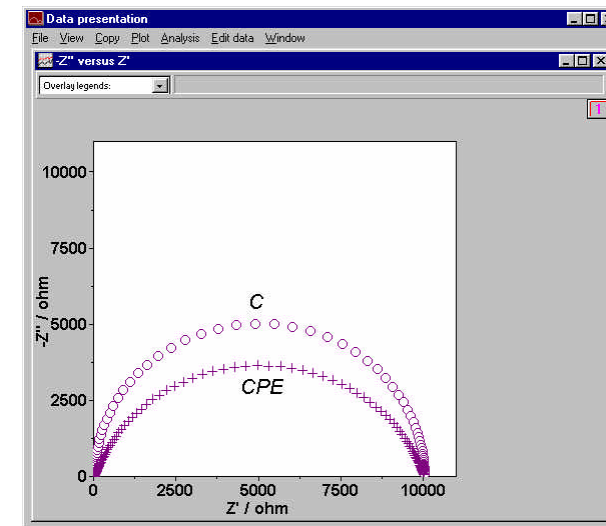 Data presentation
File View Copy Plot Analysis Edit data Window
-Z" versus Z'
Overlay legends:
1
10000
7500
-Z" / ohm
5000
2500
0
C
CPE
0 2500 5000 7500 10000
Z' / ohm